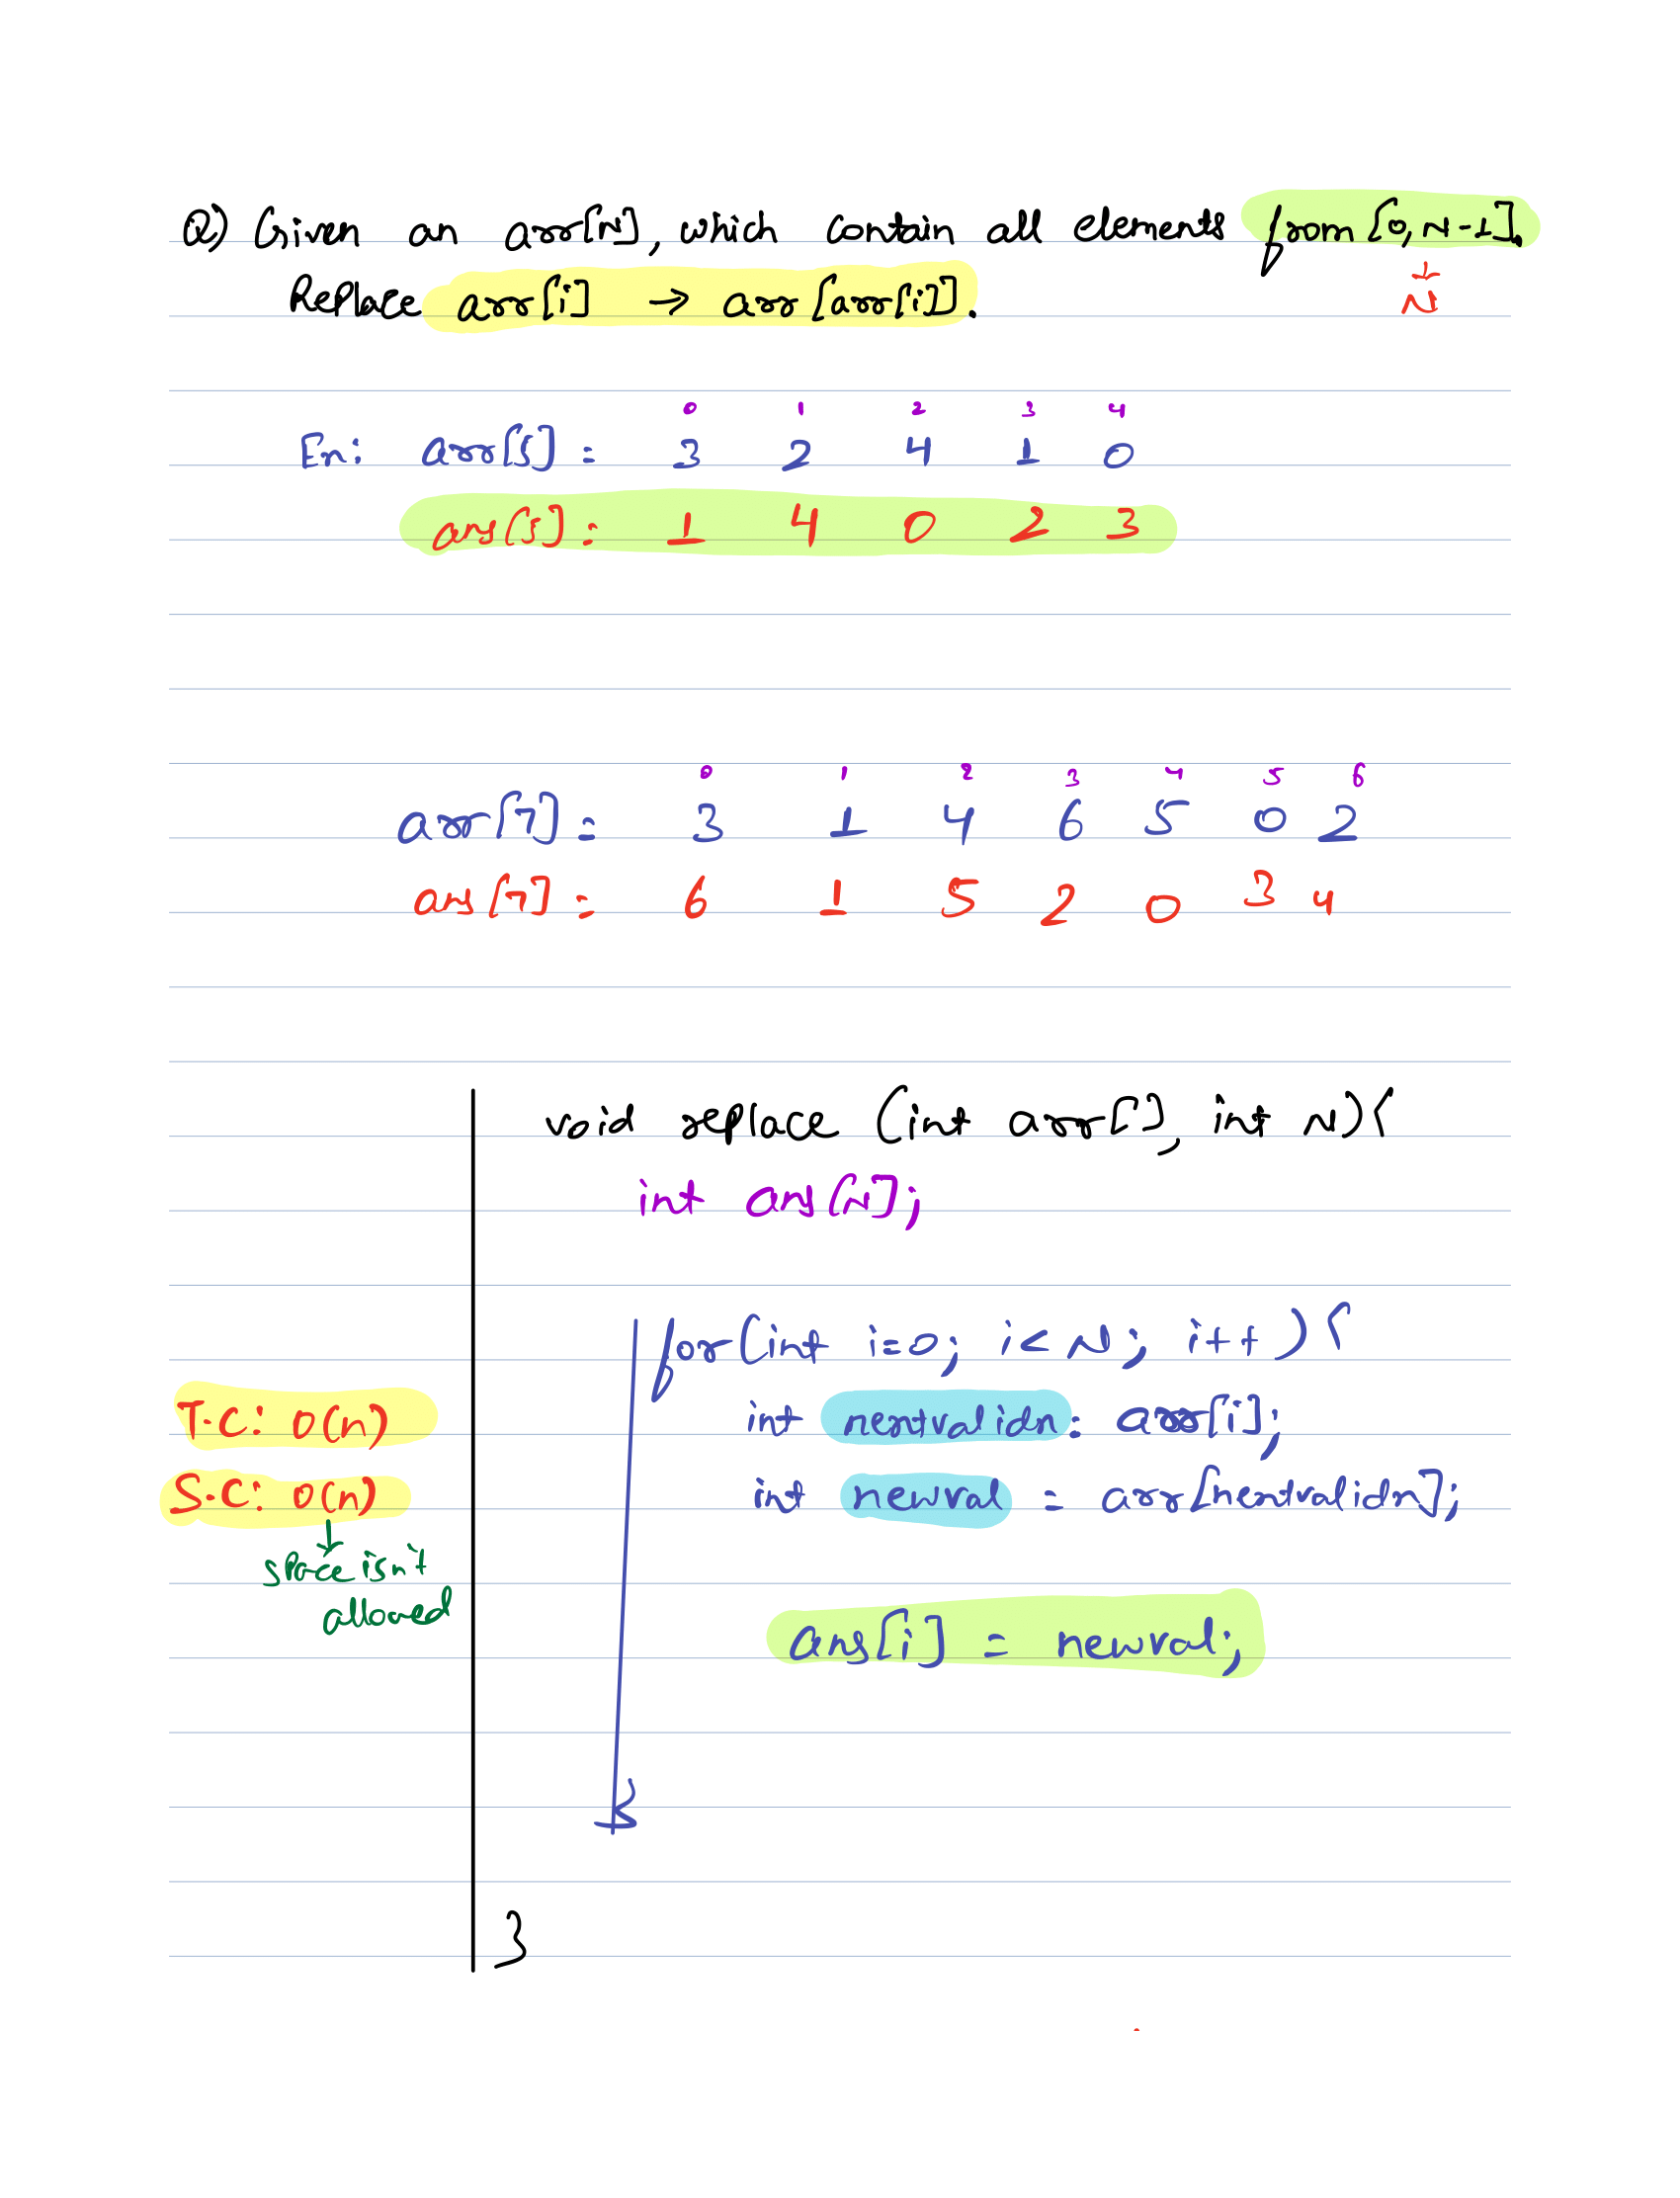 Q) Given an arr[N], which contain all elements from [0, N-1].
Replace arr[i] → arr[arr[i]].
↓
N
0 1 2 3 4
Ex: arr[5] = 3 2 4 1 0
ans[5] = 1 4 0 2 3
0 1 2 3 4 5 6
arr[7] = 3 1 4 6 5 0 2
ans[7] = 6 1 5 2 0 3 4
void replace (int arr[], int N){
int ans[N];
for(int i=0; i<N; i++){
T.C: O(n)
int nextvalidx = arr[i];
S.C: O(n)
int newval = arr[nextvalidx];
↓
space isn't
allowed
ans[i] = newval;
}
}